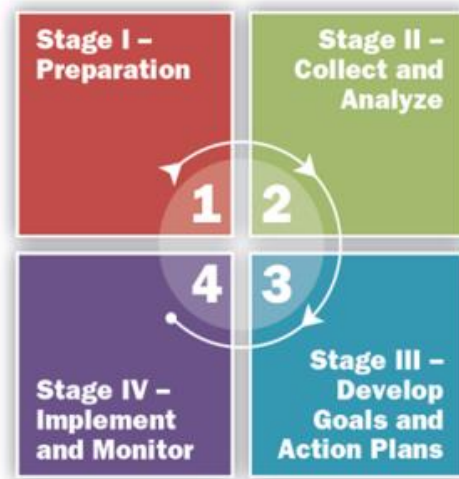 Stage I –
Preparation
Stage II –
Collect and
Analyze
1
2
4
3
Stage IV –
Implement
and Monitor
Stage III –
Develop
Goals and
Action Plans